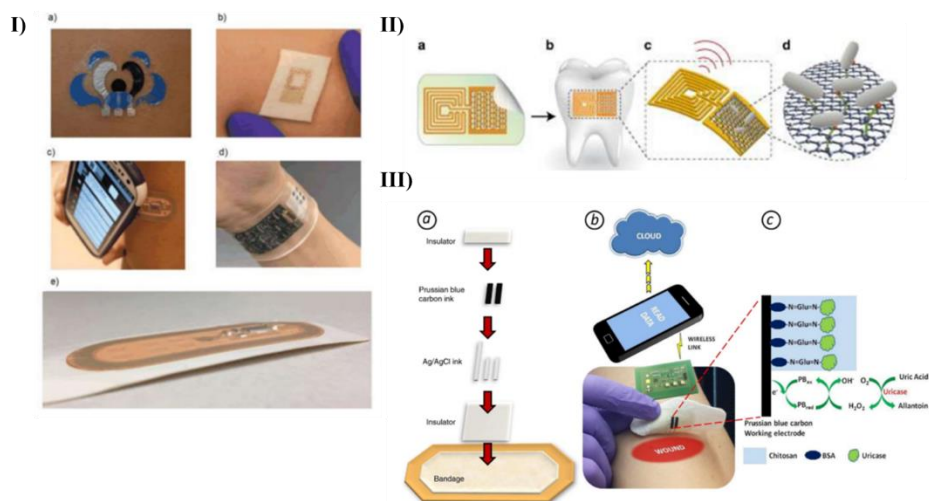 I)
a)
b)
c)
d)
e)
II)
a
b
c
d
III)
a
Insulator
Prussian blue
carbon ink
Ag/AgCl ink
Insulator
Bandage
b
CLOUD
READ
DATA
WIRELESS
LINK
WOUND
c
-N=Glu=N-
-N=Glu=N-
-N=Glu=N-
-N=Glu=N-
e-
PBox
OH-
O2
Uric Acid
Uricase
PBred
H2O2
Allantoin
Prussian blue carbon
Working electrode
Chitosan
BSA
Uricase